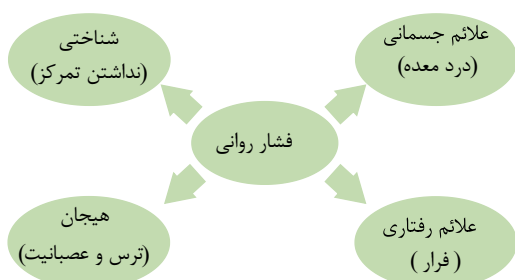 علائم جسمانی
(درد معده)
شناختی
(نداشتن تمرکز)
فشار روانی
علائم رفتاری
( فرار )
هیجان
(ترس و عصبانیت)